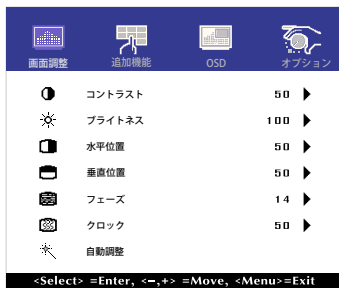 画面調整 追加機能 OSD オプション
コントラスト 50
ブライトネス 100
水平位置 50
垂直位置 50
フェーズ 14
クロック 50
自動調整
<Select> =Enter, <−,+> =Move, <Menu>=Exit